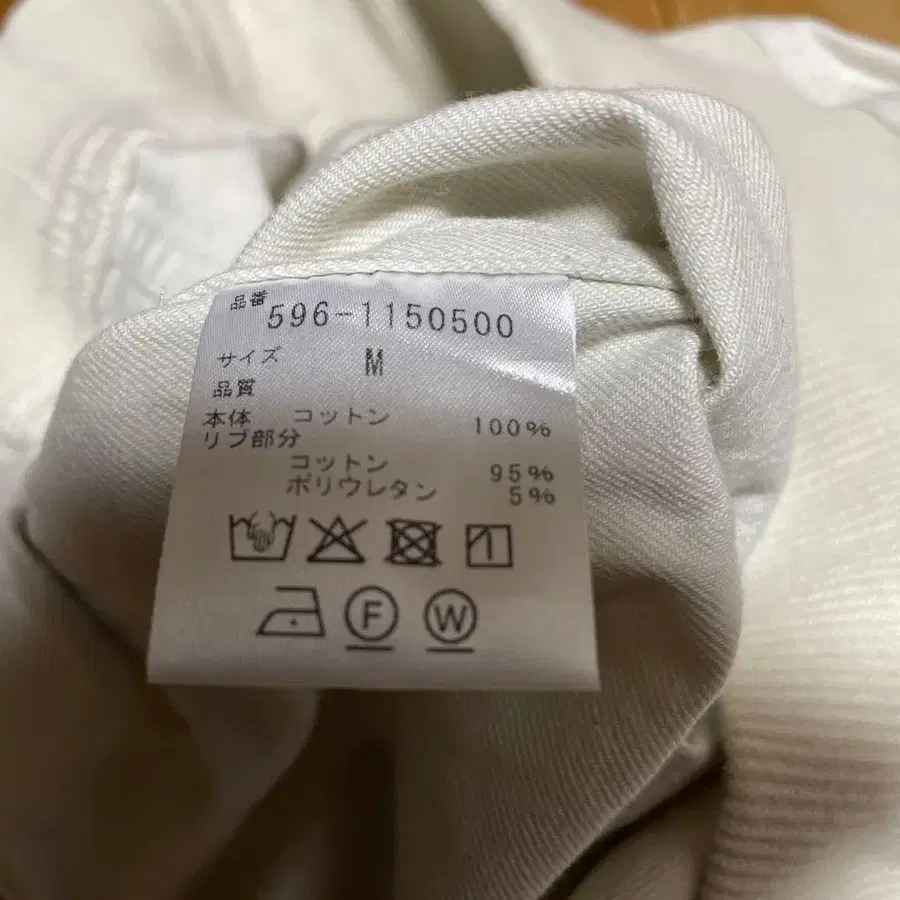 品番 596-1150500
サイズ M
品質
本体 コットン 100%
リブ部分
コットン 95%
ポリウレタン 5%
F W